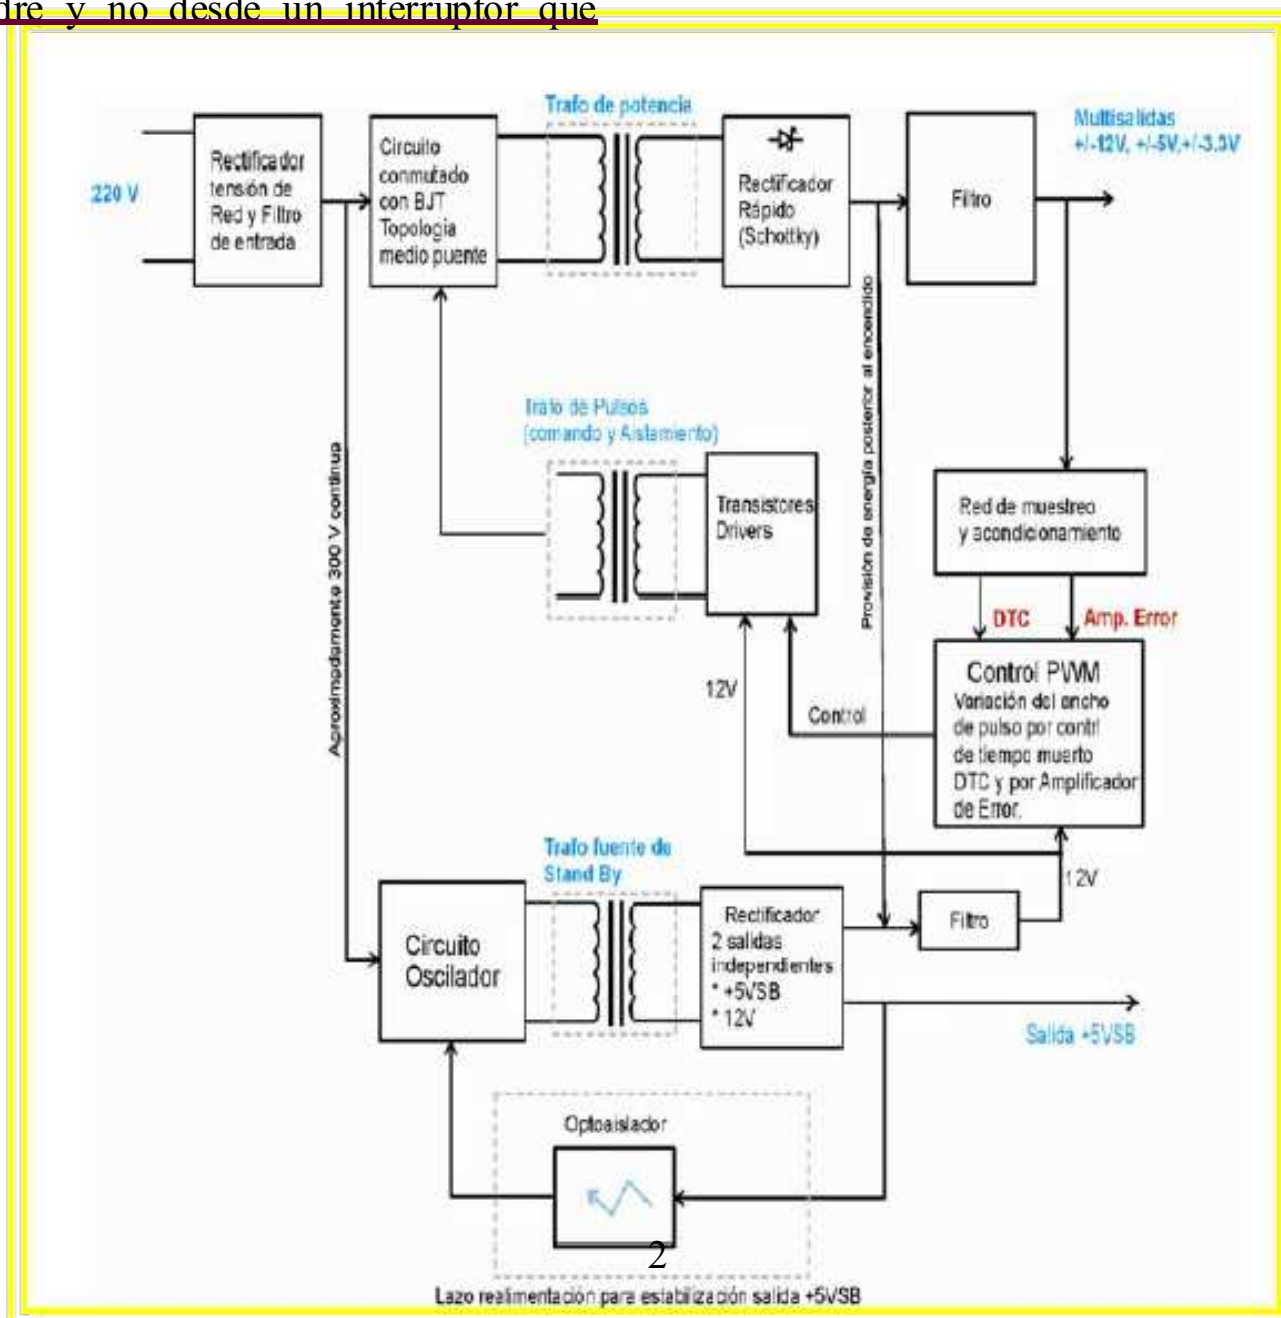 dre y no desde un interruptor que
Trafo de potencia
Multisalidas
+/-12V, +/-5V,+/-3.3V
220 V
Rectificador
tensión de
Red y Filtro
de entrada
Circuito
conmutado
con BJT
Topologia
medio puente
Rectificador
Rápido
(Schottky)
Filtro
Aproximadamente 300 V continua
Provisión de energía posterior al encendido
Trafo de Pulsos
(comando y Aislamiento)
Transistores
Drivers
Red de muestreo
y acondicionamiento
DTC
Amp. Error
12V
Control
Control PWM
Variación del ancho
de pulso por contrl
de tiempo muerto
DTC y por Amplificador
de Error.
Trafo fuente de
Stand By
12V
Circuito
Oscilador
Rectificador
2 salidas
independientes
* +5VSB
* 12V
Filtro
Salida +5VSB
Optoaislador
2
Lazo realimentación para estabilización salida +5VSB